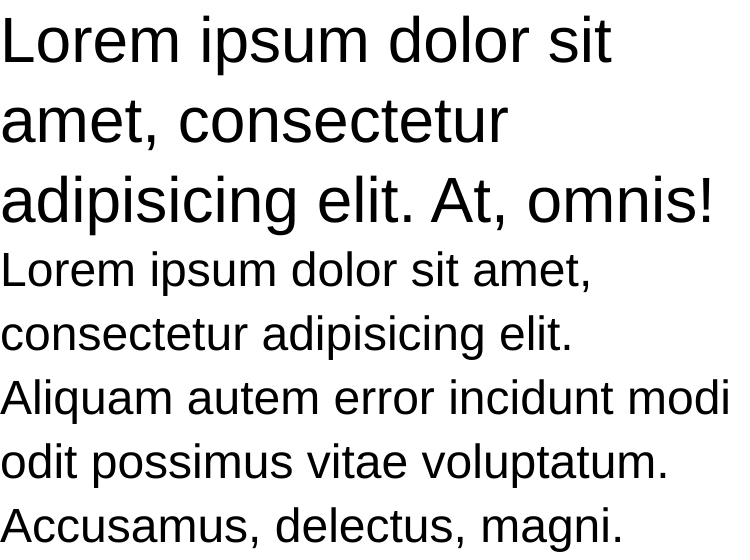 Lorem ipsum dolor sit
amet, consectetur
adipisicing elit. At, omnis!
Lorem ipsum dolor sit amet,
consectetur adipisicing elit.
Aliquam autem error incidunt modi
odit possimus vitae voluptatum.
Accusamus, delectus, magni.